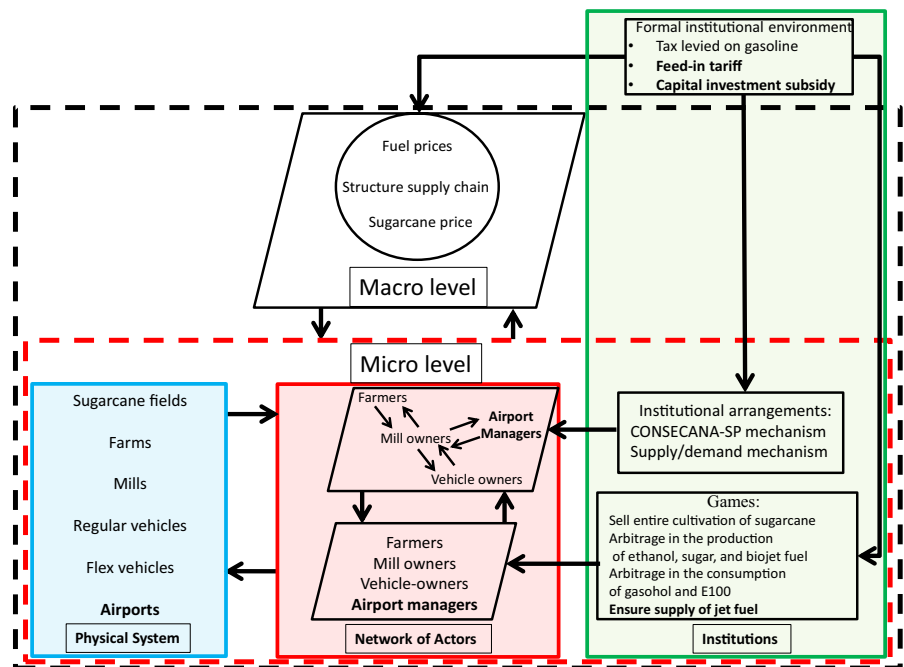 Formal institutional environment
• Tax levied on gasoline
• Feed-in tariff
• Capital investment subsidy
Fuel prices
Structure supply chain
Sugarcane price
Macro level
Micro level
Sugarcane fields
Farms
Mills
Regular vehicles
Flex vehicles
Airports
Physical System
Farmers
Mill owners
Airport
Managers
Vehicle owners
Farmers
Mill owners
Vehicle-owners
Airport managers
Network of Actors
Institutional arrangements:
CONSECANA-SP mechanism
Supply/demand mechanism
Games:
Sell entire cultivation of sugarcane
Arbitrage in the production
of ethanol, sugar, and biojet fuel
Arbitrage in the consumption
of gasohol and E100
Ensure supply of jet fuel
Institutions